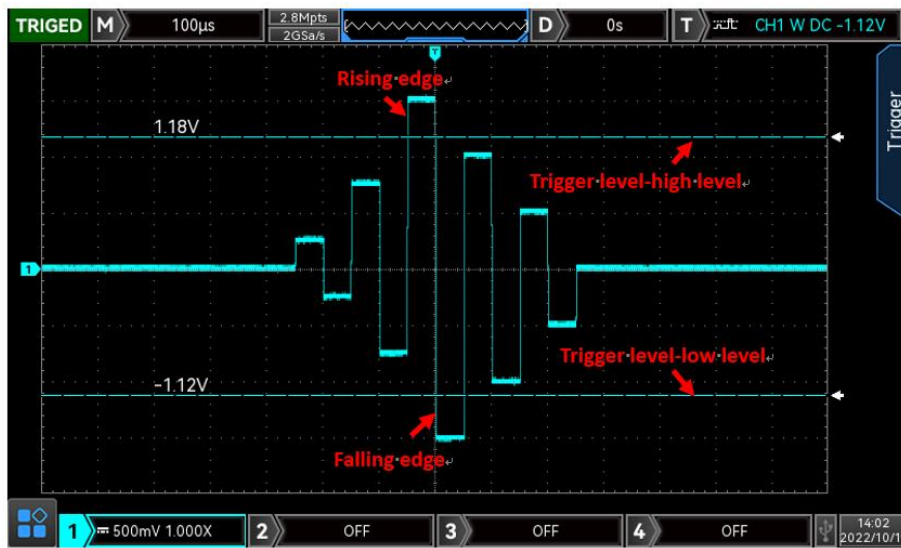 TRIGED M 100μs 2.8Mpts D 0s T CH1 W DC -1.12V
2GSa/s
T
Rising·edge↵
Trigger
1.18V
Trigger·level-high·level↵
1
Trigger·level-low·level↵
-1.12V
Falling·edge↵
1 500mV 1.000X 2 OFF 3 OFF 4 OFF 14:02
2022/10/1